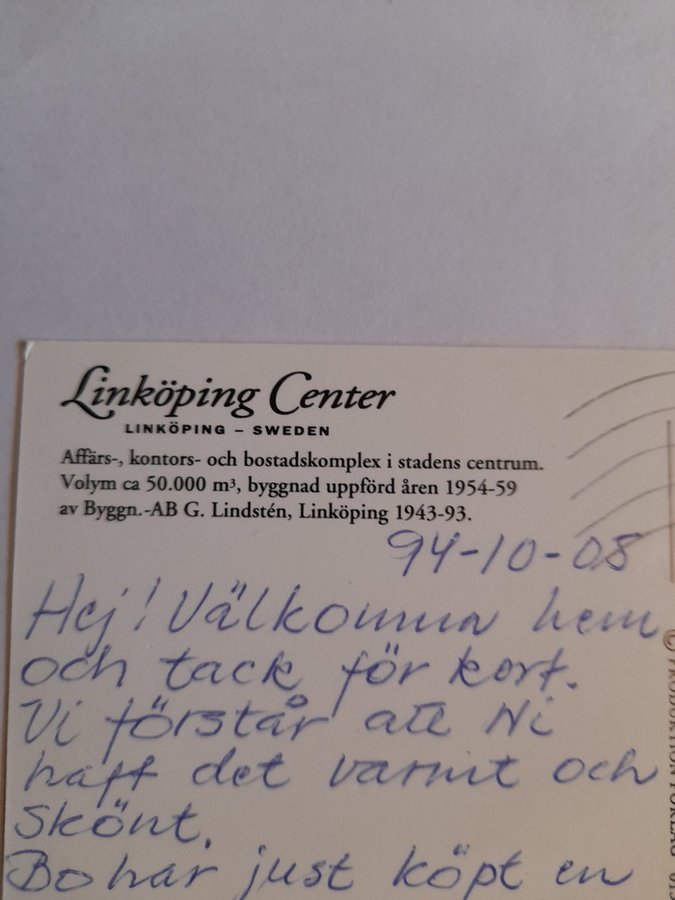 Linköping Center
LINKÖPING – SWEDEN
Affärs-, kontors- och bostadskomplex i stadens centrum.
Volym ca 50.000 m³, byggnad uppförd åren 1954-59
av Byggn.-AB G. Lindstén, Linköping 1943-93.
94-10-08
Hej! Välkommen hem
och tack för kort.
Vi förstår att Ni
haft det varmt och
Skönt.
Bo har just köpt en